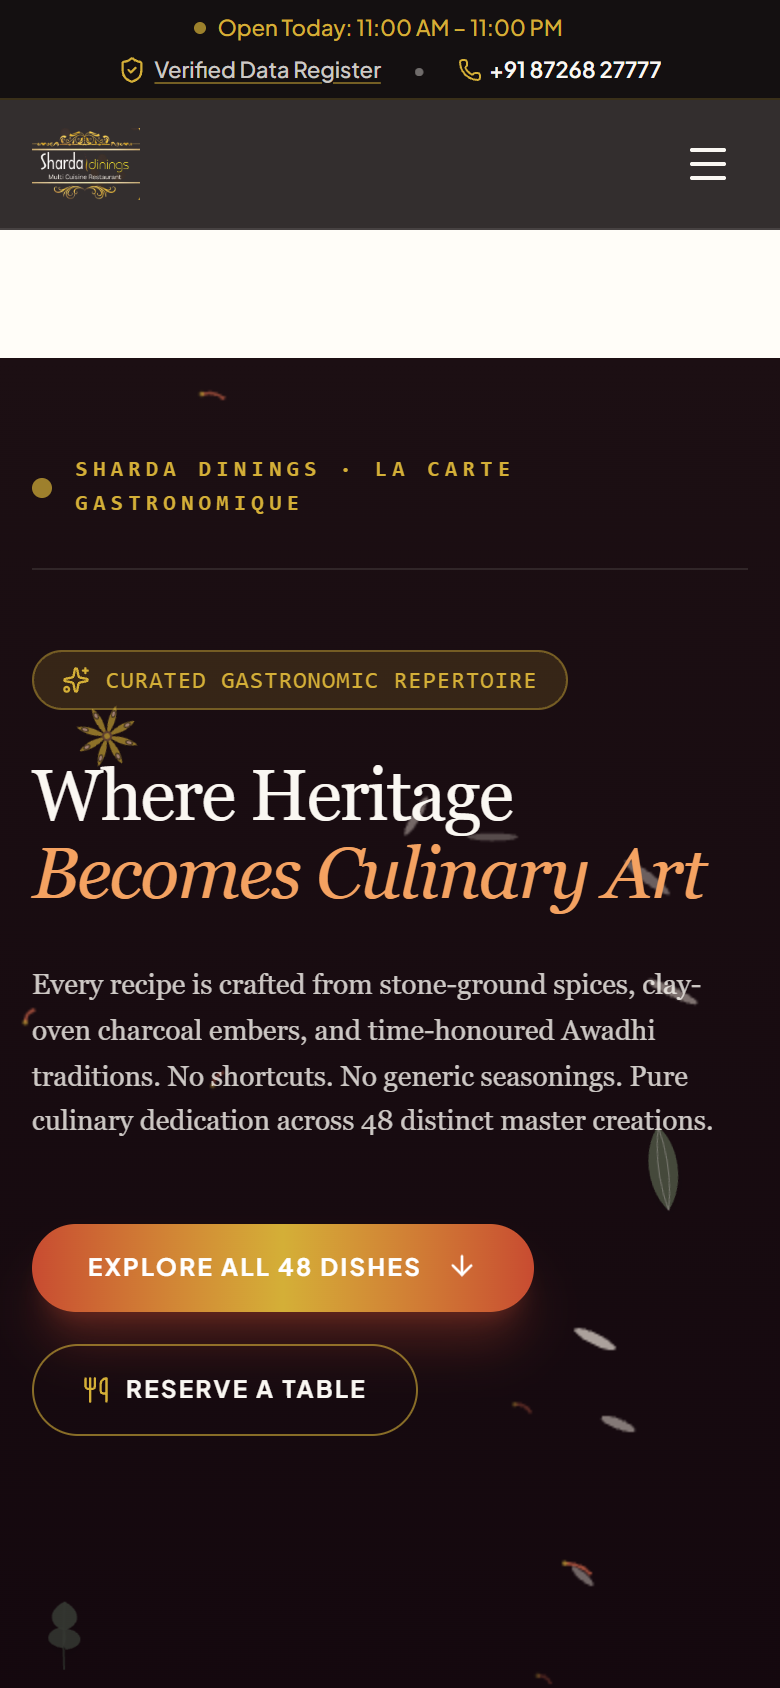 Open Today: 11:00 AM – 11:00 PM
Verified Data Register • +91 87268 27777
Sharda dinings
Multi Cuisine Restaurant
SHARDA DININGS · LA CARTE
GASTRONOMIQUE
CURATED GASTRONOMIC REPERTOIRE
Where Heritage
Becomes Culinary Art
Every recipe is crafted from stone-ground spices, clay-
oven charcoal embers, and time-honoured Awadhi
traditions. No shortcuts. No generic seasonings. Pure
culinary dedication across 48 distinct master creations.
EXPLORE ALL 48 DISHES
RESERVE A TABLE